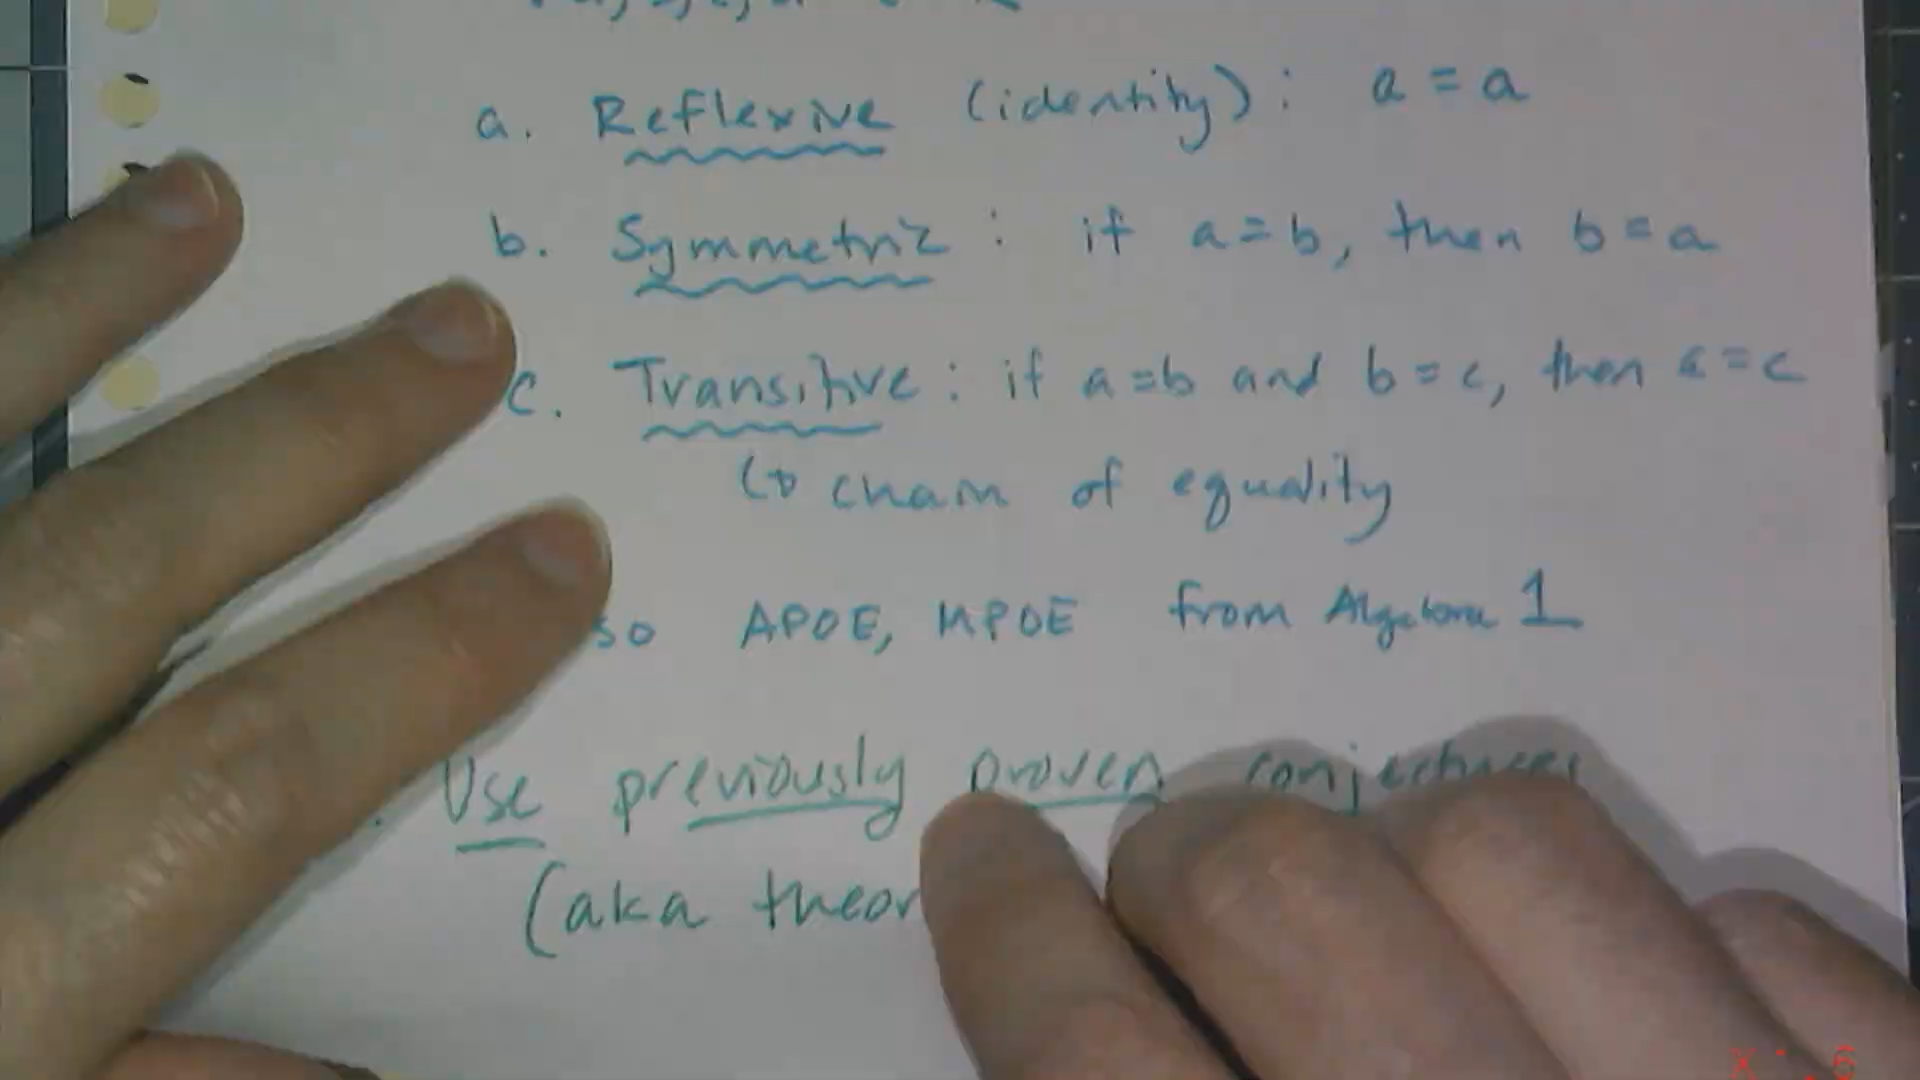 a. Reflexive (identity): a = a
b. Symmetric: if a=b, then b=a
c. Transitive: if a=b and b=c, then a=c
↳ chain of equality
so APOE, MPOE from Algebra 1
Use previously proven conjectures
(aka theor